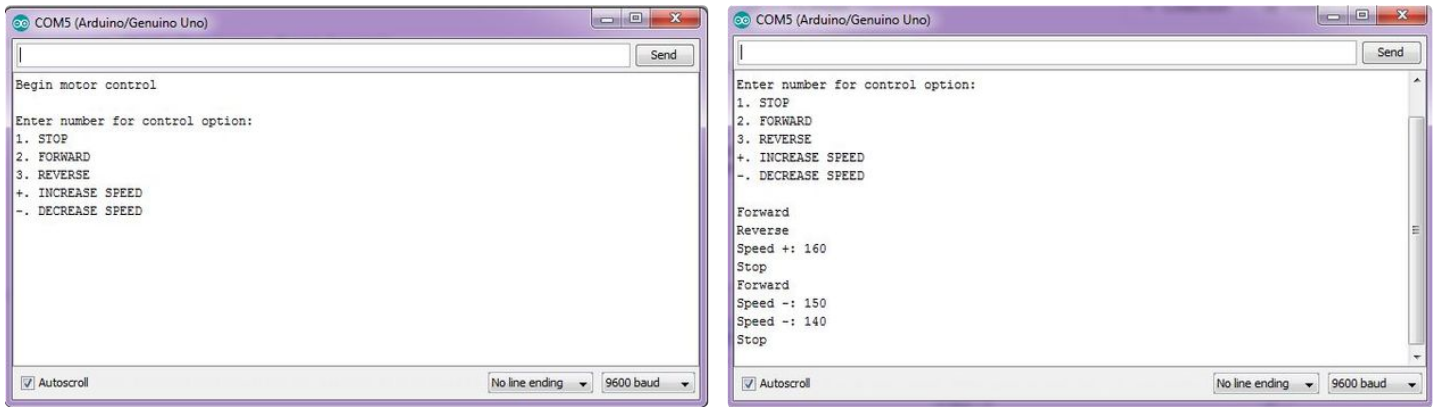 COM5 (Arduino/Genuino Uno)
Send
Begin motor control
Enter number for control option:
1. STOP
2. FORWARD
3. REVERSE
+. INCREASE SPEED
-. DECREASE SPEED
Autoscroll
No line ending
9600 baud
COM5 (Arduino/Genuino Uno)
Send
Enter number for control option:
1. STOP
2. FORWARD
3. REVERSE
+. INCREASE SPEED
-. DECREASE SPEED
Forward
Reverse
Speed +: 160
Stop
Forward
Speed -: 150
Speed -: 140
Stop
Autoscroll
No line ending
9600 baud